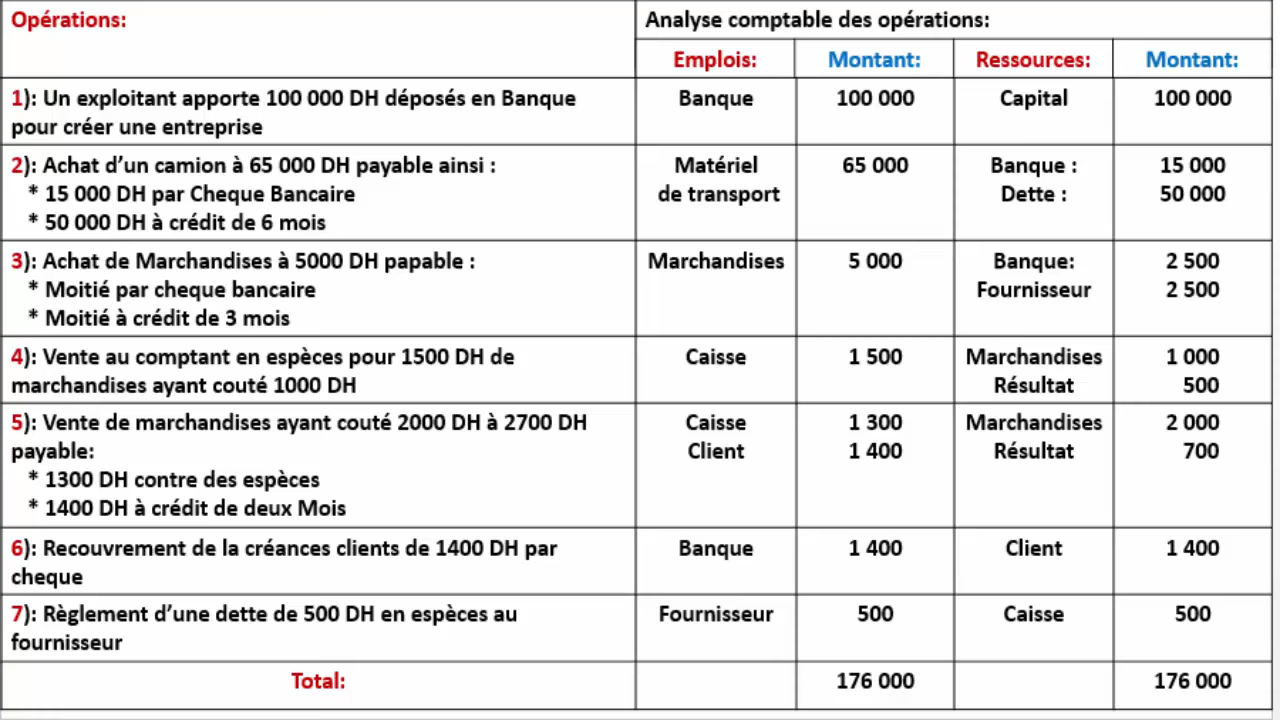 Opérations:
Analyse comptable des opérations:
Emplois: Montant: Ressources: Montant:
1): Un exploitant apporte 100 000 DH déposés en Banque Banque 100 000 Capital 100 000
pour créer une entreprise
2): Achat d’un camion à 65 000 DH payable ainsi : Matériel 65 000 Banque : 15 000
* 15 000 DH par Cheque Bancaire de transport Dette : 50 000
* 50 000 DH à crédit de 6 mois
3): Achat de Marchandises à 5000 DH papable : Marchandises 5 000 Banque: 2 500
* Moitié par cheque bancaire Fournisseur 2 500
* Moitié à crédit de 3 mois
4): Vente au comptant en espèces pour 1500 DH de Caisse 1 500 Marchandises 1 000
marchandises ayant couté 1000 DH Résultat 500
5): Vente de marchandises ayant couté 2000 DH à 2700 DH Caisse 1 300 Marchandises 2 000
payable: Client 1 400 Résultat 700
* 1300 DH contre des espèces
* 1400 DH à crédit de deux Mois
6): Recouvrement de la créances clients de 1400 DH par Banque 1 400 Client 1 400
cheque
7): Règlement d’une dette de 500 DH en espèces au Fournisseur 500 Caisse 500
fournisseur
Total: 176 000 176 000